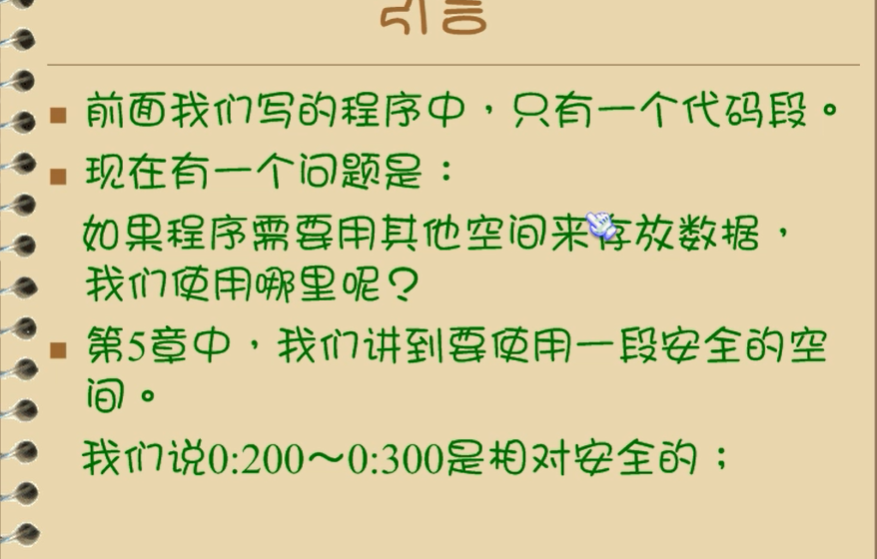 引言
前面我们写的程序中，只有一个代码段。
现在有一个问题是：
如果程序需要用其他空间来存放数据，
我们使用哪里呢？
第5章中，我们讲到要使用一段安全的空
间。
我们说0:200～0:300是相对安全的；